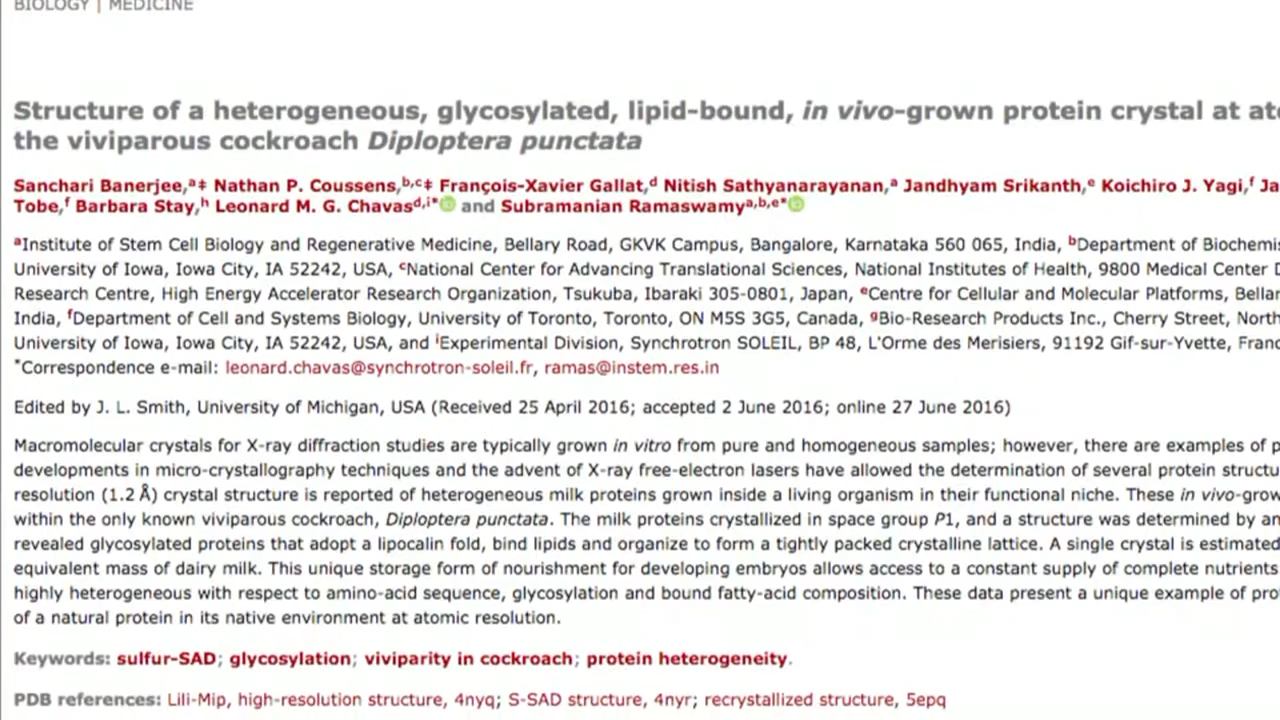 BIOLOGY | MEDICINE
Structure of a heterogeneous, glycosylated, lipid-bound, in vivo-grown protein crystal at
the viviparous cockroach Diploptera punctata
Sanchari Banerjee,a‡ Nathan P. Coussens,b,c‡ François-Xavier Gallat,d Nitish Sathyanarayanan,a Jandhyam Srikanth,e Koichiro J. Yagi,f
Tobe,f Barbara Stay,h Leonard M. G. Chavasd,i* and Subramanian Ramaswamya,b,e*
aInstitute of Stem Cell Biology and Regenerative Medicine, Bellary Road, GKVK Campus, Bangalore, Karnataka 560 065, India, bDepartment of
University of Iowa, Iowa City, IA 52242, USA, cNational Center for Advancing Translational Sciences, National Institutes of Health, 9800 Medical Center
Research Centre, High Energy Accelerator Research Organization, Tsukuba, Ibaraki 305-0801, Japan, eCentre for Cellular and Molecular Platforms,
India, fDepartment of Cell and Systems Biology, University of Toronto, Toronto, ON M5S 3G5, Canada, gBio-Research Products Inc., Cherry Street, North
University of Iowa, Iowa City, IA 52242, USA, and iExperimental Division, Synchrotron SOLEIL, BP 48, L'Orme des Merisiers, 91192 Gif-sur-Yvette,
*Correspondence e-mail: leonard.chavas@synchrotron-soleil.fr, ramas@instem.res.in
Edited by J. L. Smith, University of Michigan, USA (Received 25 April 2016; accepted 2 June 2016; online 27 June 2016)
Macromolecular crystals for X-ray diffraction studies are typically grown in vitro from pure and homogeneous samples; however, there are examples of
developments in micro-crystallography techniques and the advent of X-ray free-electron lasers have allowed the determination of several protein
resolution (1.2 Å) crystal structure is reported of heterogeneous milk proteins grown inside a living organism in their functional niche. These in vivo-grow
within the only known viviparous cockroach, Diploptera punctata. The milk proteins crystallized in space group P1, and a structure was determined by
revealed glycosylated proteins that adopt a lipocalin fold, bind lipids and organize to form a tightly packed crystalline lattice. A single crystal is estimated
equivalent mass of dairy milk. This unique storage form of nourishment for developing embryos allows access to a constant supply of complete nutrients
highly heterogeneous with respect to amino-acid sequence, glycosylation and bound fatty-acid composition. These data present a unique example of
of a natural protein in its native environment at atomic resolution.
Keywords: sulfur-SAD; glycosylation; viviparity in cockroach; protein heterogeneity.
PDB references: Lili-Mip, high-resolution structure, 4nyq; S-SAD structure, 4nyr; recrystallized structure, 5epq